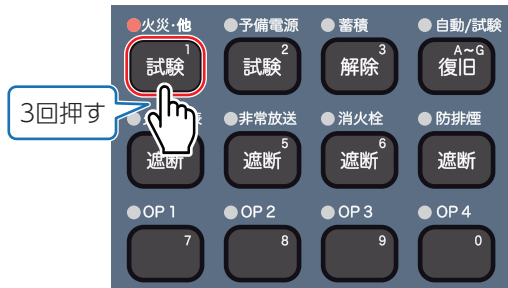 火災・他 予備電源 蓄積 自動/試験
1 2 3 A~G
試験 試験 解除 復旧
3回押す
非常放送 消火栓 防排煙
5 6
遮断 遮断 遮断 遮断
OP 1 OP 2 OP 3 OP 4
7 8 9 0